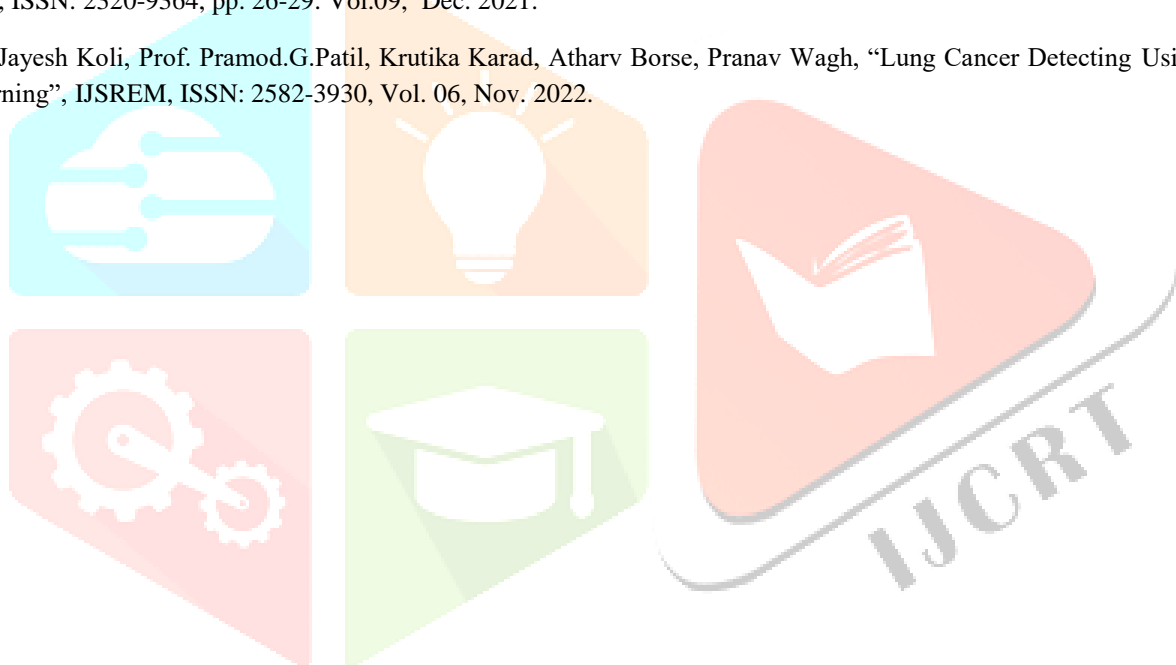 , ISSN: 2320-9364, pp. 26-29. Vol.09, Dec. 2021.
Jayesh Koli, Prof. Pramod.G.Patil, Krutika Karad, Atharv Borse, Pranav Wagh, “Lung Cancer Detecting Usi
rning”, IJSREM, ISSN: 2582-3930, Vol. 06, Nov. 2022.
IJCRT